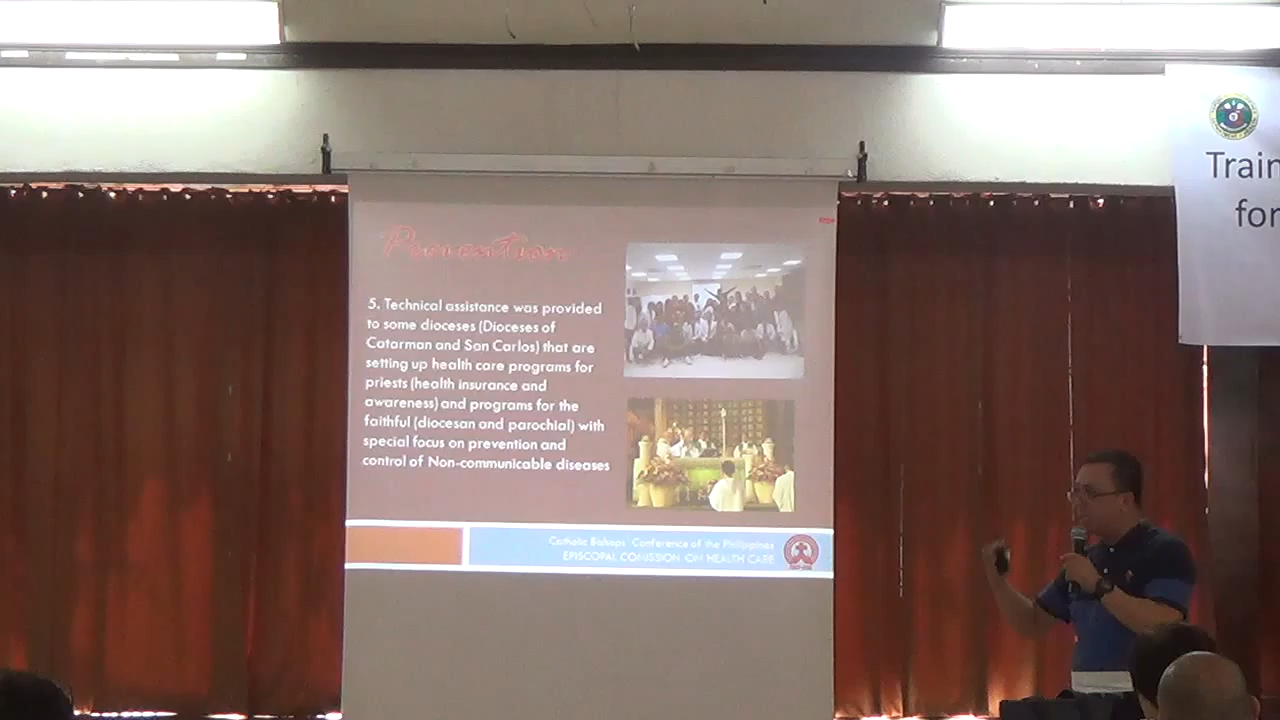 Prevention
5. Technical assistance was provided
to some dioceses (Dioceses of
Catarman and San Carlos) that are
setting up health care programs for
priests (health insurance and
awareness) and programs for the
faithful (diocesan and parochial) with
special focus on prevention and
control of Non-communicable diseases
Catholic Bishops' Conference of the Philippines
EPISCOPAL COMISSION ON HEALTH CARE
Train
for